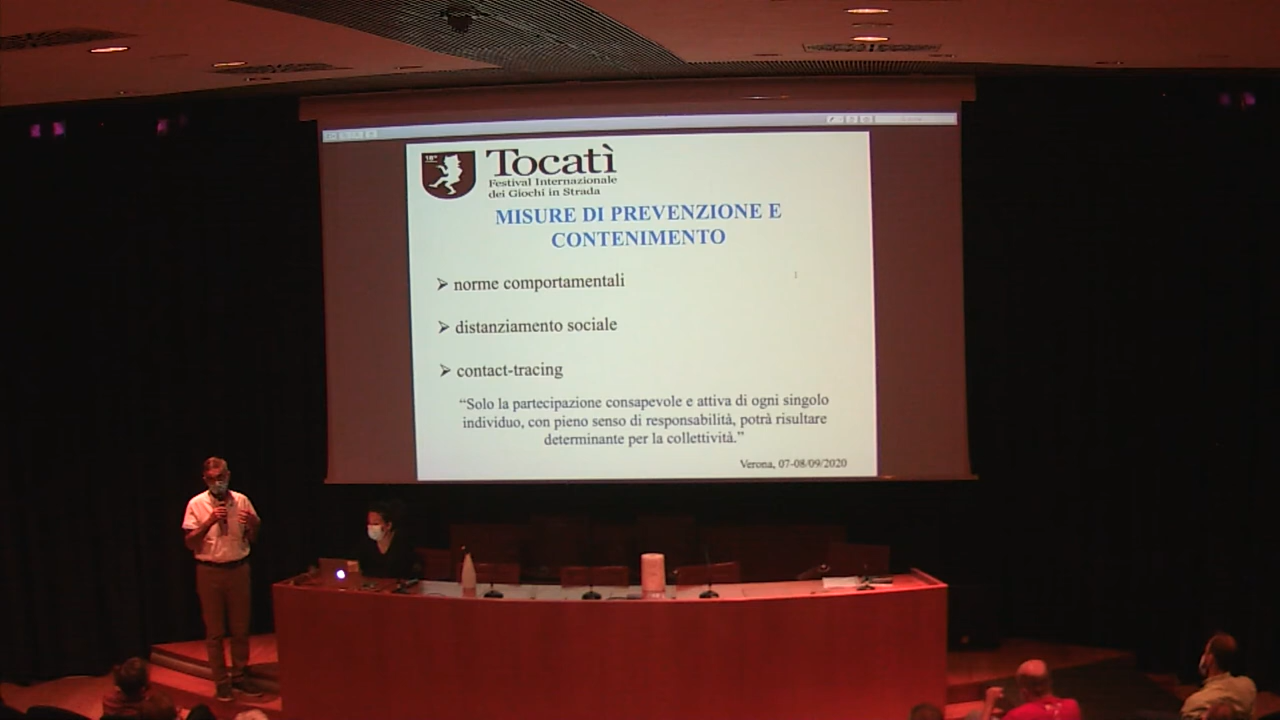 18°
Tocatì
Festival Internazionale
dei Giochi in Strada
MISURE DI PREVENZIONE E
CONTENIMENTO
norme comportamentali
distanziamento sociale
contact-tracing
“Solo la partecipazione consapevole e attiva di ogni singolo
individuo, con pieno senso di responsabilità, potrà risultare
determinante per la collettività.”
Verona, 07-08/09/2020